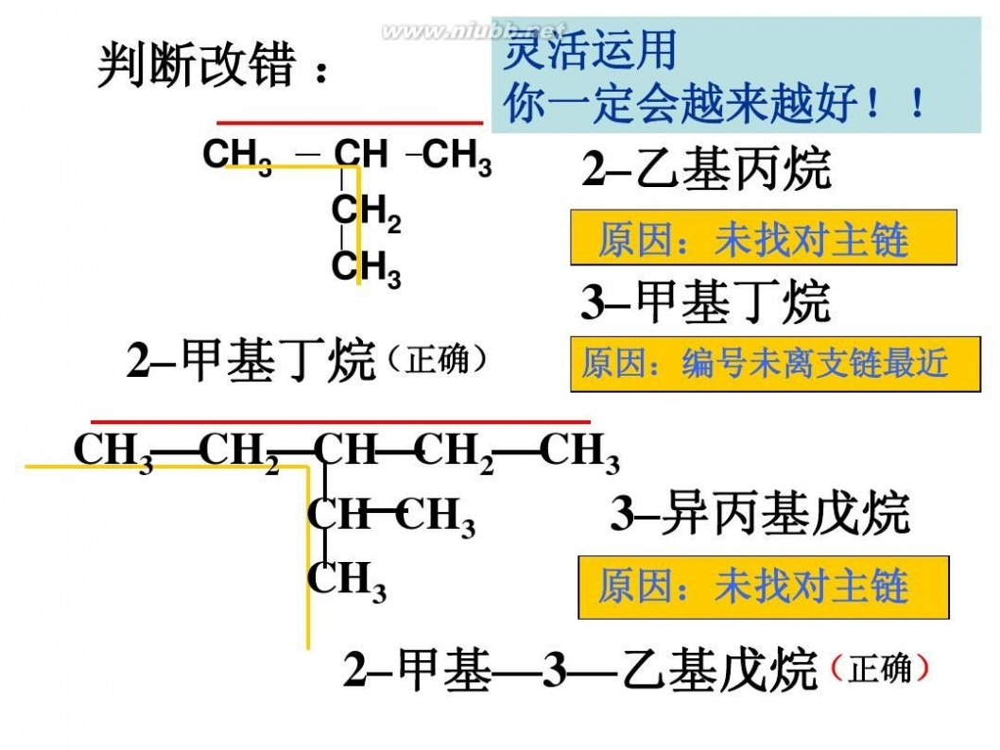 www.niubb.net
判断改错：
灵活运用
你一定会越来越好！！
CH₃ — CH –CH₃
CH₂
CH₃
2–乙基丙烷
原因：未找对主链
3–甲基丁烷
2–甲基丁烷（正确）
原因：编号未离支链最近
CH₃—CH₂—CH—CH₂—CH₃
CH—CH₃
CH₃
3–异丙基戊烷
原因：未找对主链
2–甲基—3—乙基戊烷（正确）